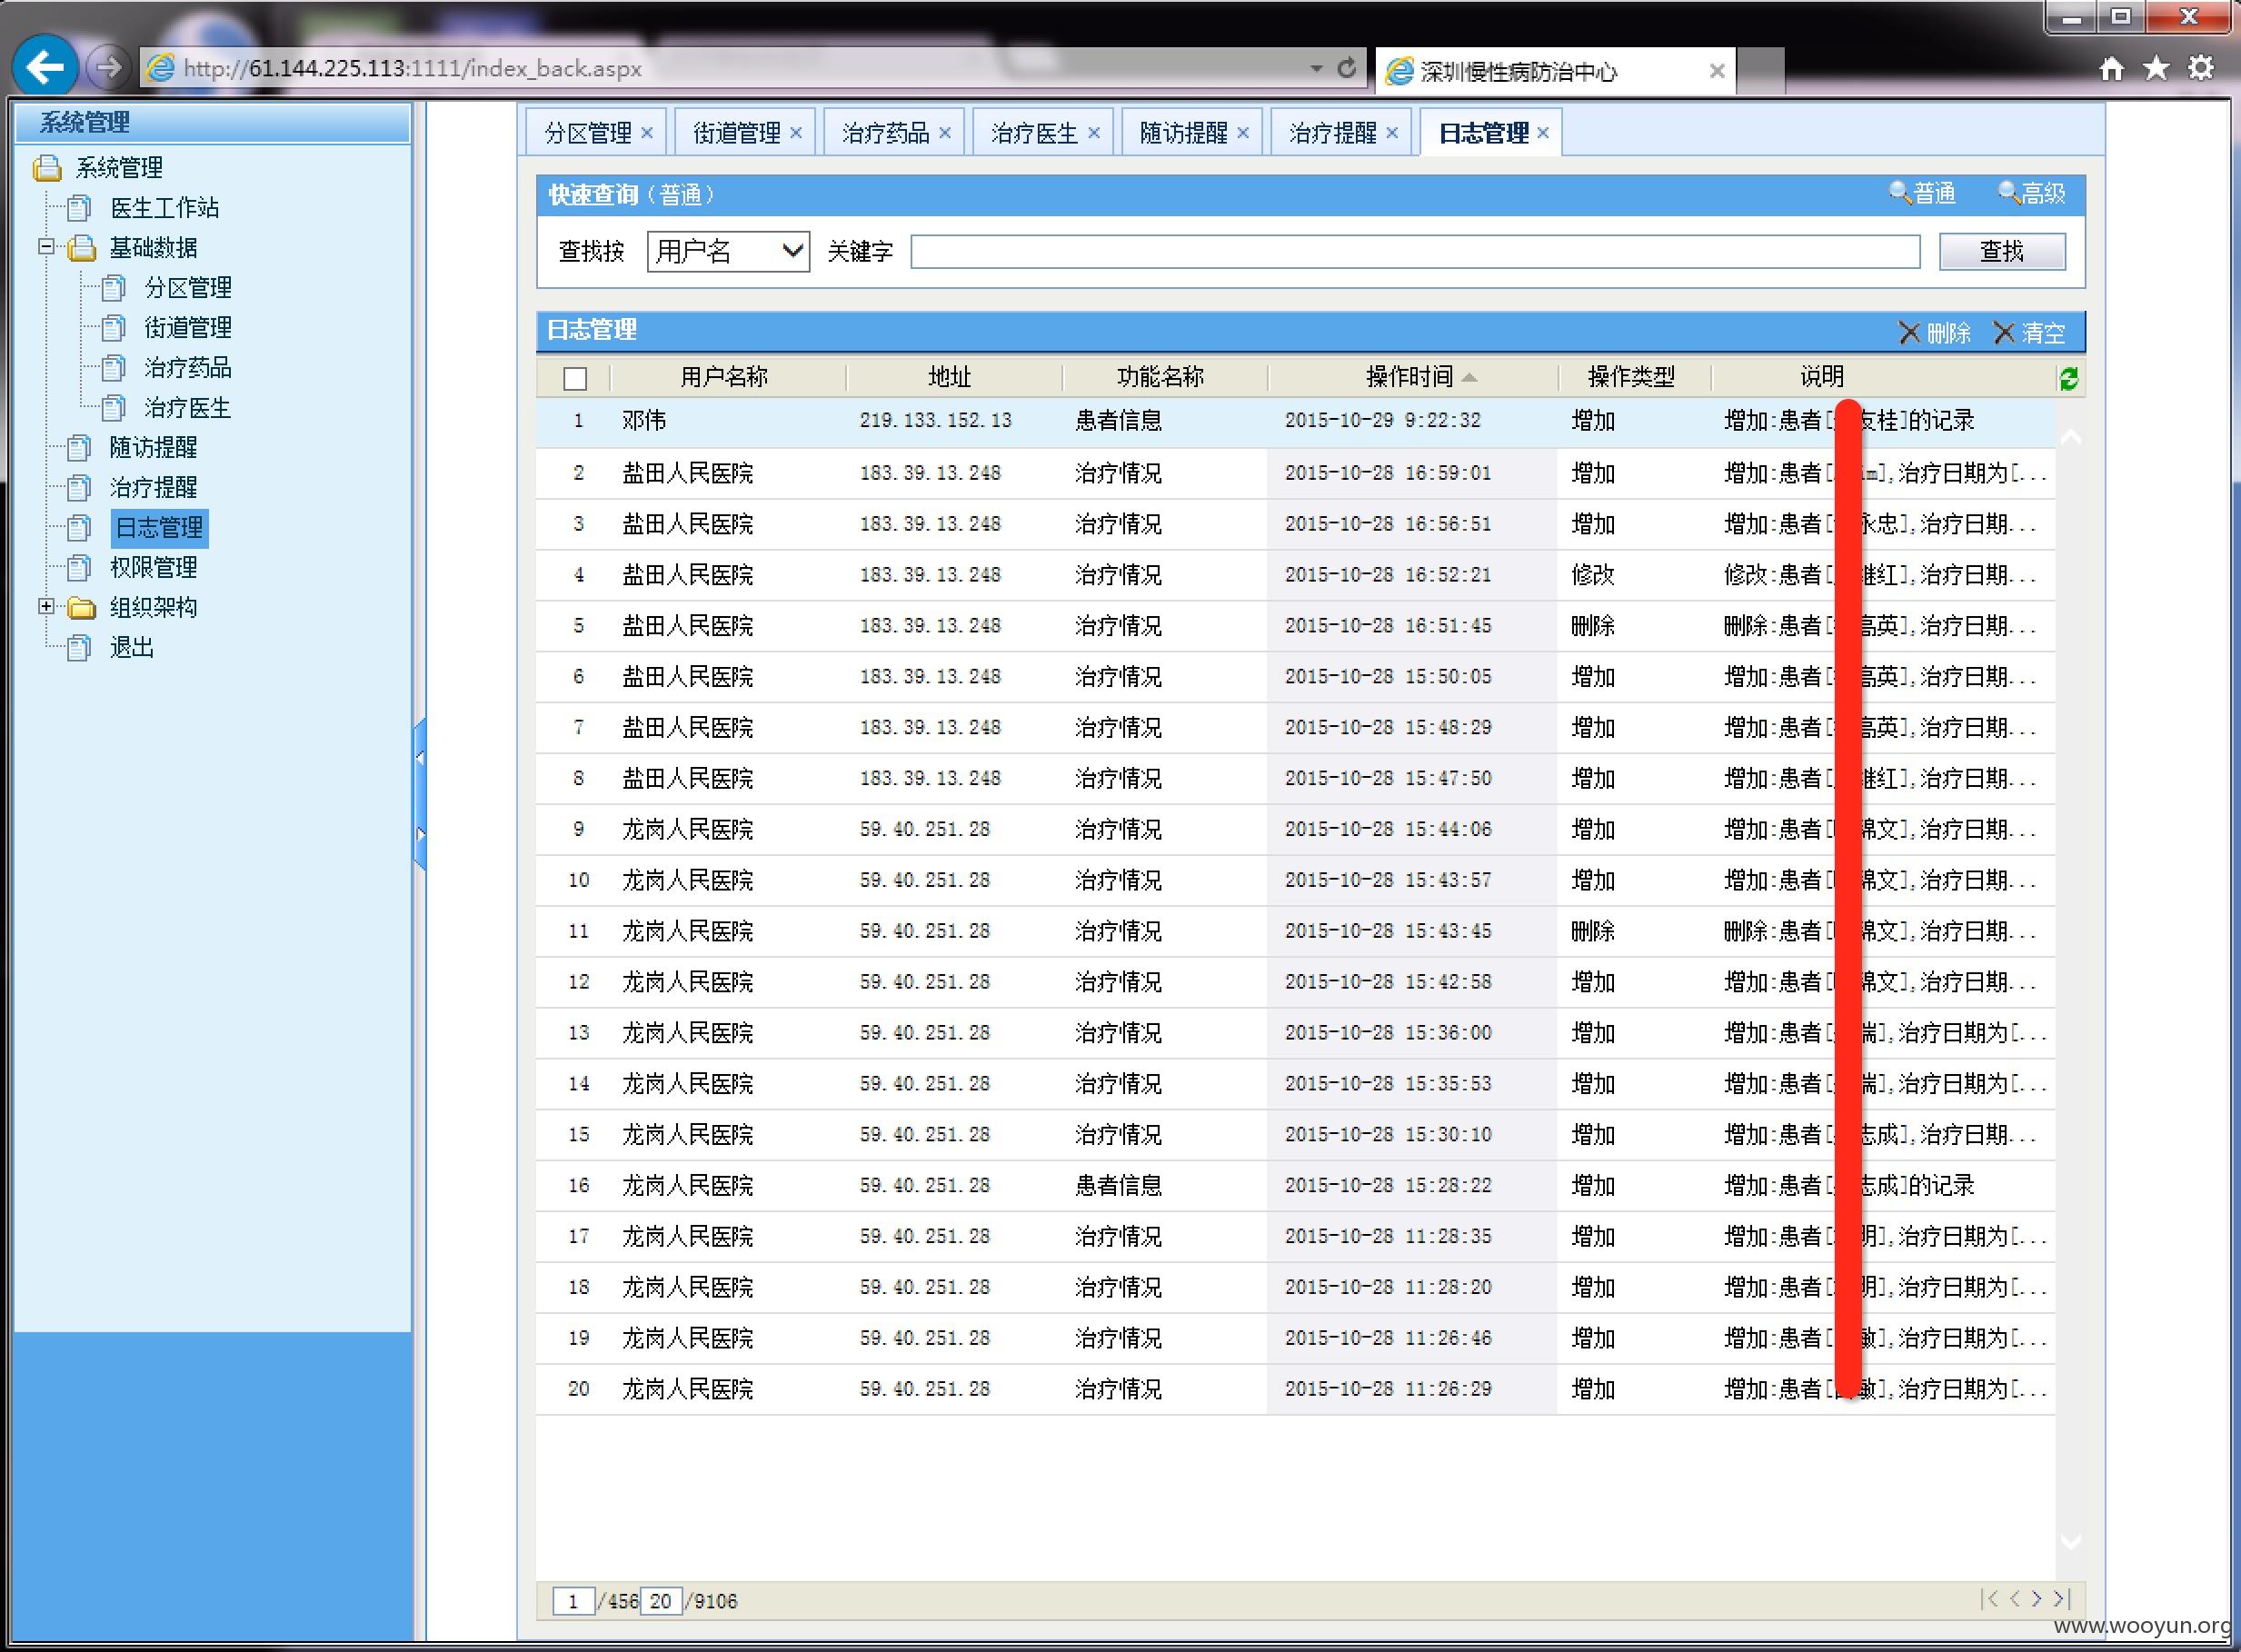 http://61.144.225.113:1111/index_back.aspx
深圳慢性病防治中心
系统管理
系统管理
医生工作站
基础数据
分区管理
街道管理
治疗药品
治疗医生
随访提醒
治疗提醒
日志管理
权限管理
组织架构
退出
分区管理 街道管理 治疗药品 治疗医生 随访提醒 治疗提醒 日志管理
快速查询（普通） 普通 高级
查找按 用户名 关键字 查找
日志管理 删除 清空
用户名称 地址 功能名称 操作时间 操作类型 说明
1 邓伟 219.133.152.13 患者信息 2015-10-29 9:22:32 增加 增加:患者[友桂]的记录
2 盐田人民医院 183.39.13.248 治疗情况 2015-10-28 16:59:01 增加 增加:患者[m],治疗日期为[...
3 盐田人民医院 183.39.13.248 治疗情况 2015-10-28 16:56:51 增加 增加:患者[永忠],治疗日期...
4 盐田人民医院 183.39.13.248 治疗情况 2015-10-28 16:52:21 修改 修改:患者[继红],治疗日期...
5 盐田人民医院 183.39.13.248 治疗情况 2015-10-28 16:51:45 删除 删除:患者[高英],治疗日期...
6 盐田人民医院 183.39.13.248 治疗情况 2015-10-28 15:50:05 增加 增加:患者[高英],治疗日期...
7 盐田人民医院 183.39.13.248 治疗情况 2015-10-28 15:48:29 增加 增加:患者[高英],治疗日期...
8 盐田人民医院 183.39.13.248 治疗情况 2015-10-28 15:47:50 增加 增加:患者[继红],治疗日期...
9 龙岗人民医院 59.40.251.28 治疗情况 2015-10-28 15:44:06 增加 增加:患者[锦文],治疗日期...
10 龙岗人民医院 59.40.251.28 治疗情况 2015-10-28 15:43:57 增加 增加:患者[锦文],治疗日期...
11 龙岗人民医院 59.40.251.28 治疗情况 2015-10-28 15:43:45 删除 删除:患者[锦文],治疗日期...
12 龙岗人民医院 59.40.251.28 治疗情况 2015-10-28 15:42:58 增加 增加:患者[锦文],治疗日期...
13 龙岗人民医院 59.40.251.28 治疗情况 2015-10-28 15:36:00 增加 增加:患者[],治疗日期为[...
14 龙岗人民医院 59.40.251.28 治疗情况 2015-10-28 15:35:53 增加 增加:患者[],治疗日期为[...
15 龙岗人民医院 59.40.251.28 治疗情况 2015-10-28 15:30:10 增加 增加:患者[志成],治疗日期...
16 龙岗人民医院 59.40.251.28 患者信息 2015-10-28 15:28:22 增加 增加:患者[志成]的记录
17 龙岗人民医院 59.40.251.28 治疗情况 2015-10-28 11:28:35 增加 增加:患者[明],治疗日期为[...
18 龙岗人民医院 59.40.251.28 治疗情况 2015-10-28 11:28:20 增加 增加:患者[明],治疗日期为[...
19 龙岗人民医院 59.40.251.28 治疗情况 2015-10-28 11:26:46 增加 增加:患者[敏],治疗日期为[...
20 龙岗人民医院 59.40.251.28 治疗情况 2015-10-28 11:26:29 增加 增加:患者[敏],治疗日期为[...
1 /456 20 /9106
www.wooyun.org